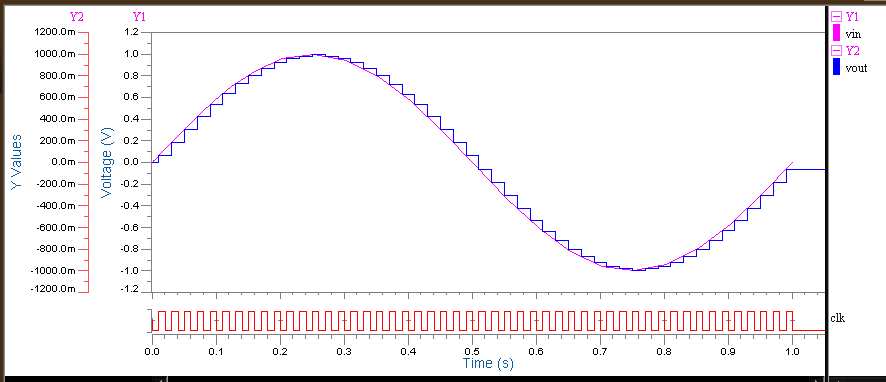 Y2 Y1
1200.0m 1.2
1000.0m 1.0
800.0m 0.8
600.0m 0.6
400.0m 0.4
200.0m 0.2
0.0m 0.0
-200.0m -0.2
-400.0m -0.4
-600.0m -0.6
-800.0m -0.8
-1000.0m -1.0
-1200.0m -1.2
Y Values
Voltage (V)
0.0 0.1 0.2 0.3 0.4 0.5 0.6 0.7 0.8 0.9 1.0
Time (s)
Y1
vin
Y2
vout
clk